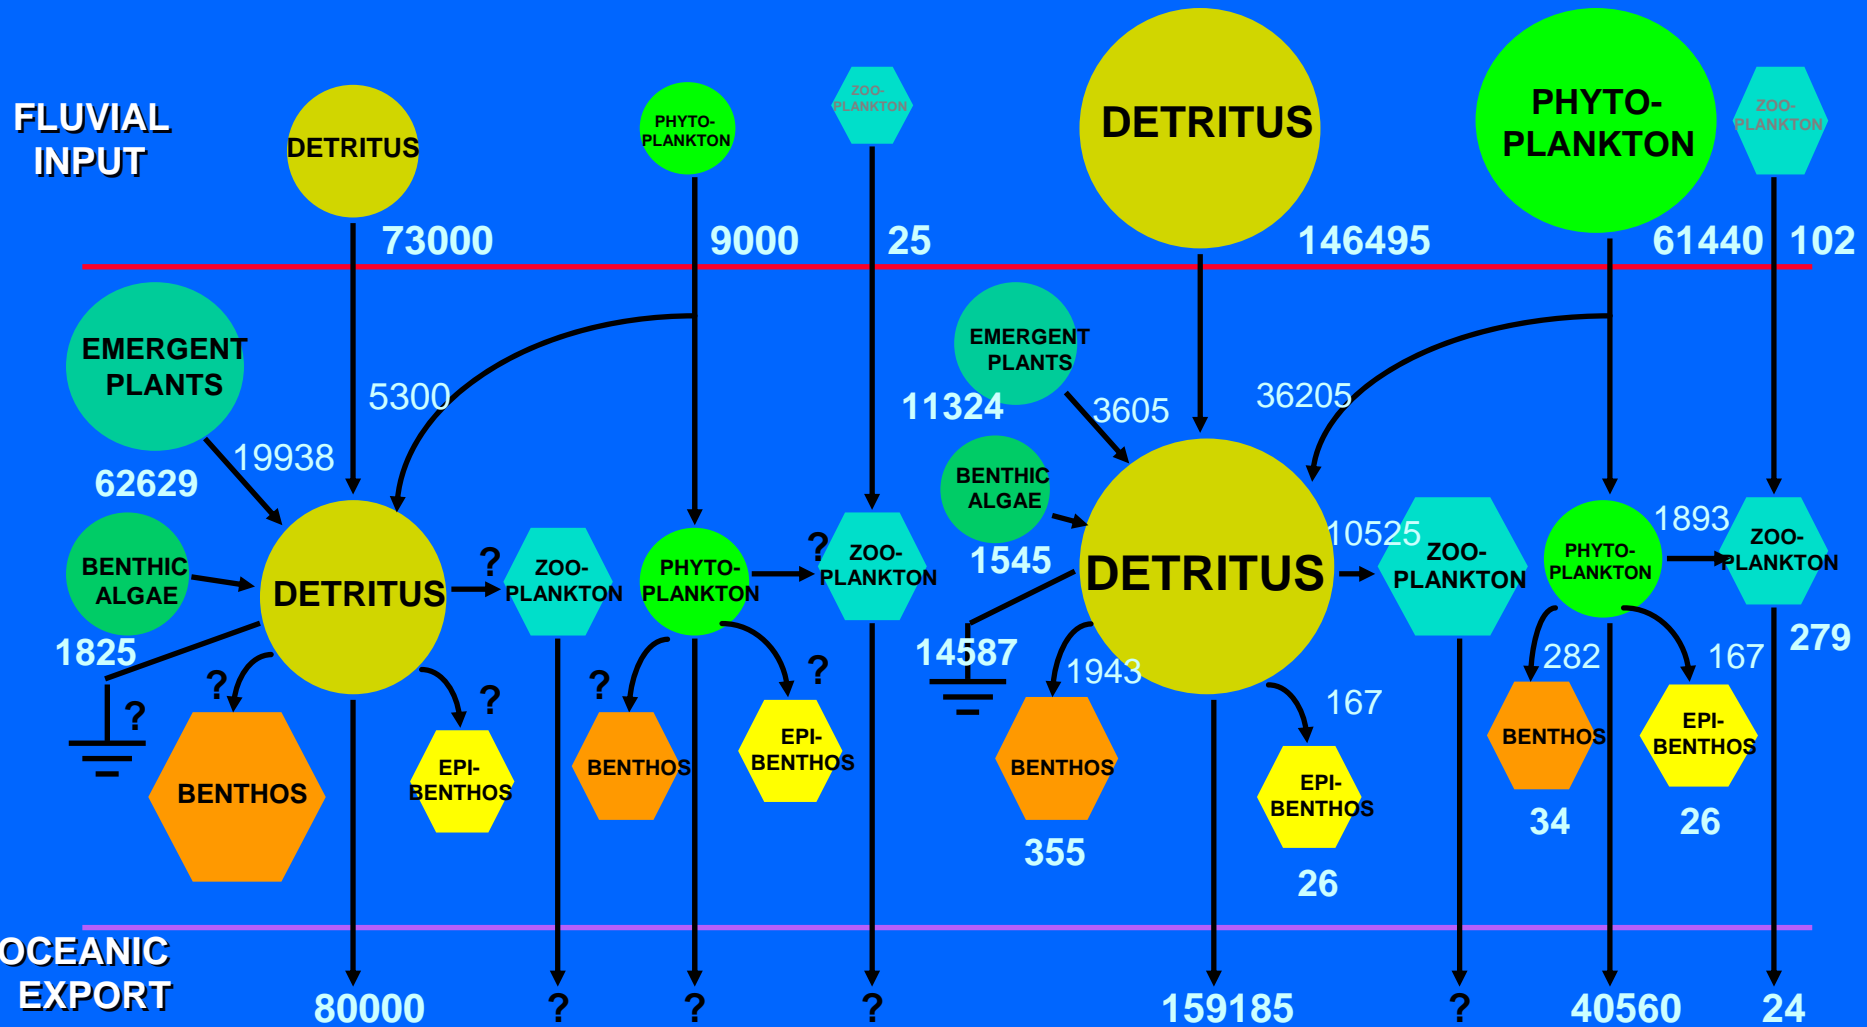 FLUVIAL
INPUT
DETRITUS
PHYTO-
PLANKTON
ZOO-
PLANKTON
DETRITUS
PHYTO-
PLANKTON
ZOO-
PLANKTON
73000
9000
25
146495
61440
102
EMERGENT
PLANTS
5300
19938
62629
EMERGENT
PLANTS
11324
3605
36205
BENTHIC
ALGAE
1825
DETRITUS
?
ZOO-
PLANKTON
PHYTO-
PLANKTON
?
ZOO-
PLANKTON
BENTHIC
ALGAE
1545
DETRITUS
10525
ZOO-
PLANKTON
PHYTO-
PLANKTON
1893
ZOO-
PLANKTON
279
?
?
?
?
?
14587
1943
167
282
167
BENTHOS
EPI-
BENTHOS
BENTHOS
EPI-
BENTHOS
BENTHOS
355
EPI-
BENTHOS
26
BENTHOS
34
EPI-
BENTHOS
26
OCEANIC
EXPORT
80000
?
?
?
159185
?
40560
24